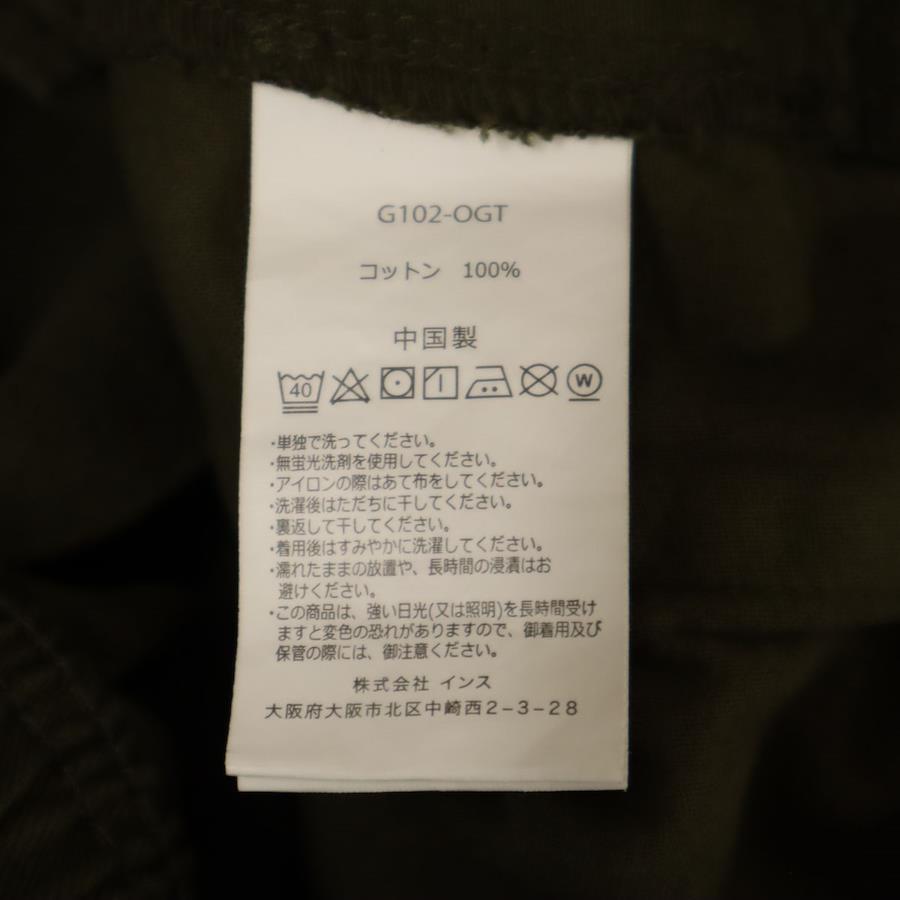 G102-OGT
コットン 100%
中国製
40 W
・単独で洗ってください。
・無蛍光洗剤を使用してください。
・アイロンの際はあて布をしてください。
・洗濯後はただちに干してください。
・裏返して干してください。
・着用後はすみやかに洗濯してください。
・濡れたままの放置や、長時間の浸漬はお
避けください。
・この商品は、強い日光(又は照明)を長時間受け
ますと変色の恐れがありますので、御着用及び
保管の際には、御注意ください。
株式会社 インス
大阪府大阪市北区中崎西2-3-28